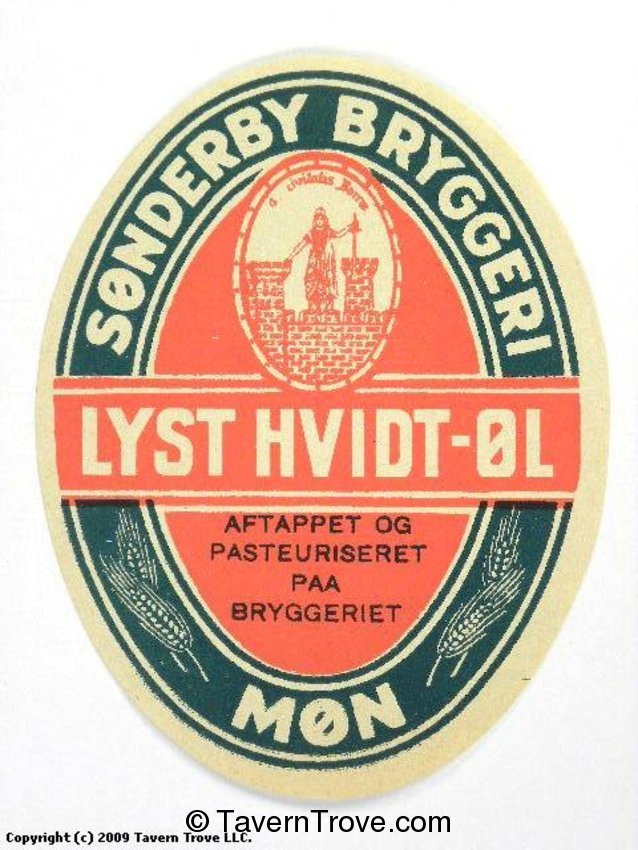 SØNDERBY BRYGGERI
LYST HVIDT-ØL
AFTAPPET OG
PASTEURISERET
PAA
BRYGGERIET
MØN
© TavernTrove.com
Copyright (c) 2009 Tavern Trove LLC.